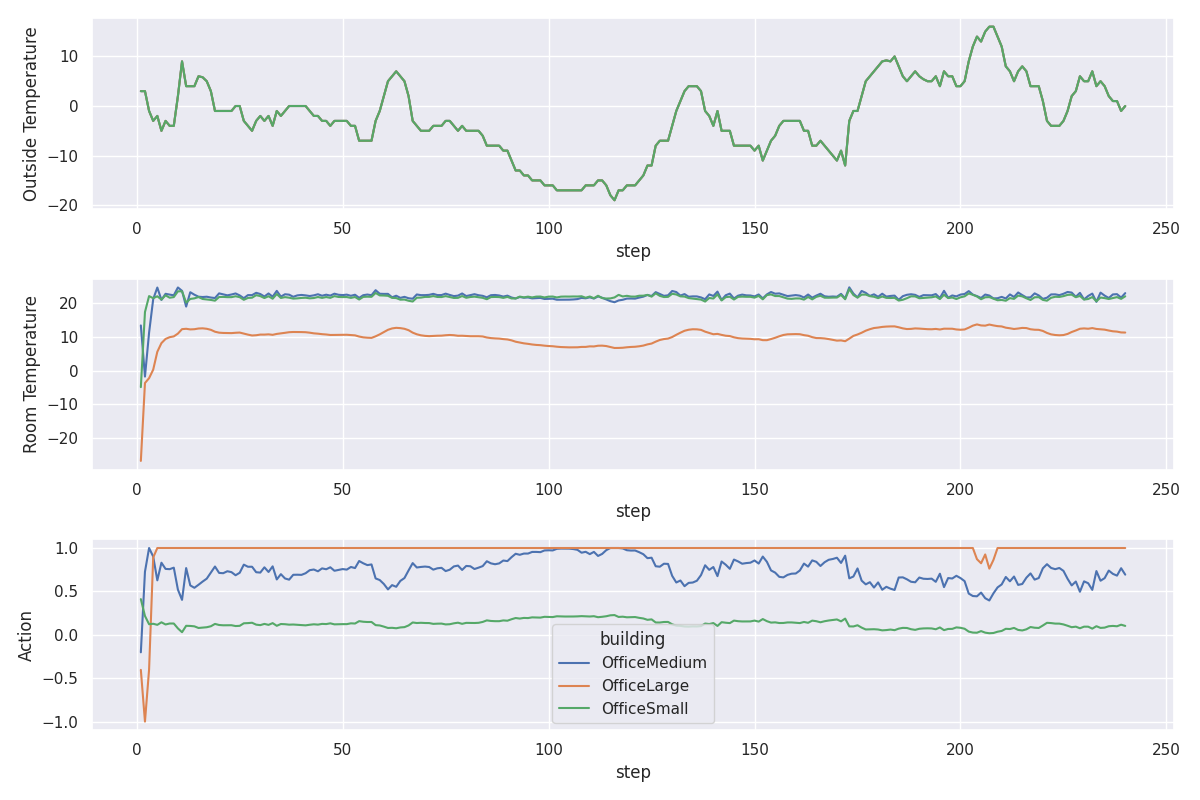 Outside Temperature
10
0
−10
−20
0 50 100 150 200 250
step
Room Temperature
20
10
0
−10
−20
0 50 100 150 200 250
step
Action
1.0
0.5
0.0
−0.5
−1.0
building
OfficeMedium
OfficeLarge
OfficeSmall
0 50 100 150 200 250
step